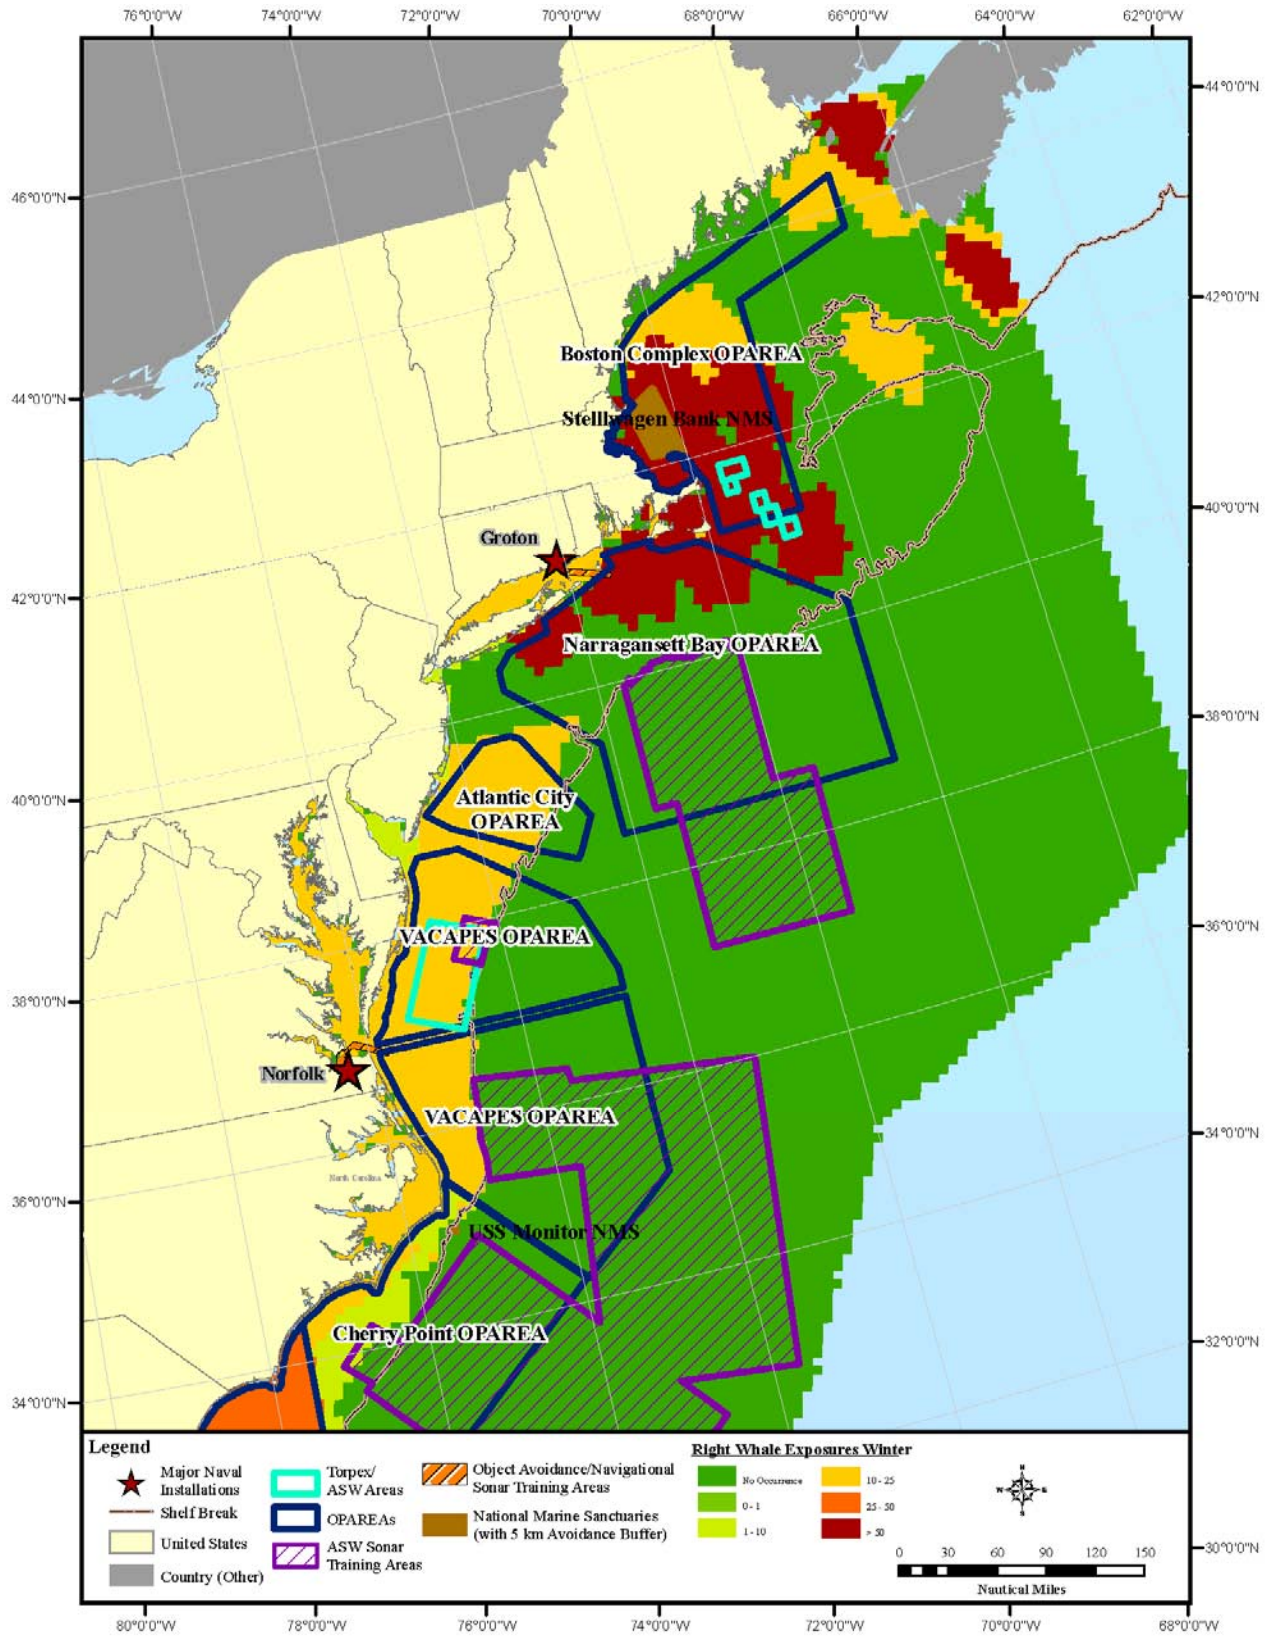 76°0'0"W 74°0'0"W 72°0'0"W 70°0'0"W 68°0'0"W 66°0'0"W 64°0'0"W 62°0'0"W
44°0'0"N
46°0'0"N
42°0'0"N
Boston Complex OPAREA
44°0'0"N
Stelllwagen Bank NMS
40°0'0"N
Groton
42°0'0"N
Narragansett Bay OPAREA
38°0'0"N
40°0'0"N
Atlantic City
OPAREA
36°0'0"N
VACAPES OPAREA
38°0'0"N
Norfolk
VACAPES OPAREA
34°0'0"N
North Carolina
36°0'0"N
USS Monitor NMS
Cherry Point OPAREA
32°0'0"N
34°0'0"N
Legend
Major Naval
Installations
Shelf Break
United States
Country (Other)
Torpex/
ASW Areas
OPAREAs
ASW Sonar
Training Areas
Object Avoidance/Navigational
Sonar Training Areas
National Marine Sanctuaries
(with 5 km Avoidance Buffer)
Right Whale Exposures Winter
No Occurrence
0 - 1
1 - 10
10 - 25
25 - 50
> 50
N
W E
S
0 30 60 90 120 150
Nautical Miles
30°0'0"N
80°0'0"W 78°0'0"W 76°0'0"W 74°0'0"W 72°0'0"W 70°0'0"W 68°0'0"W